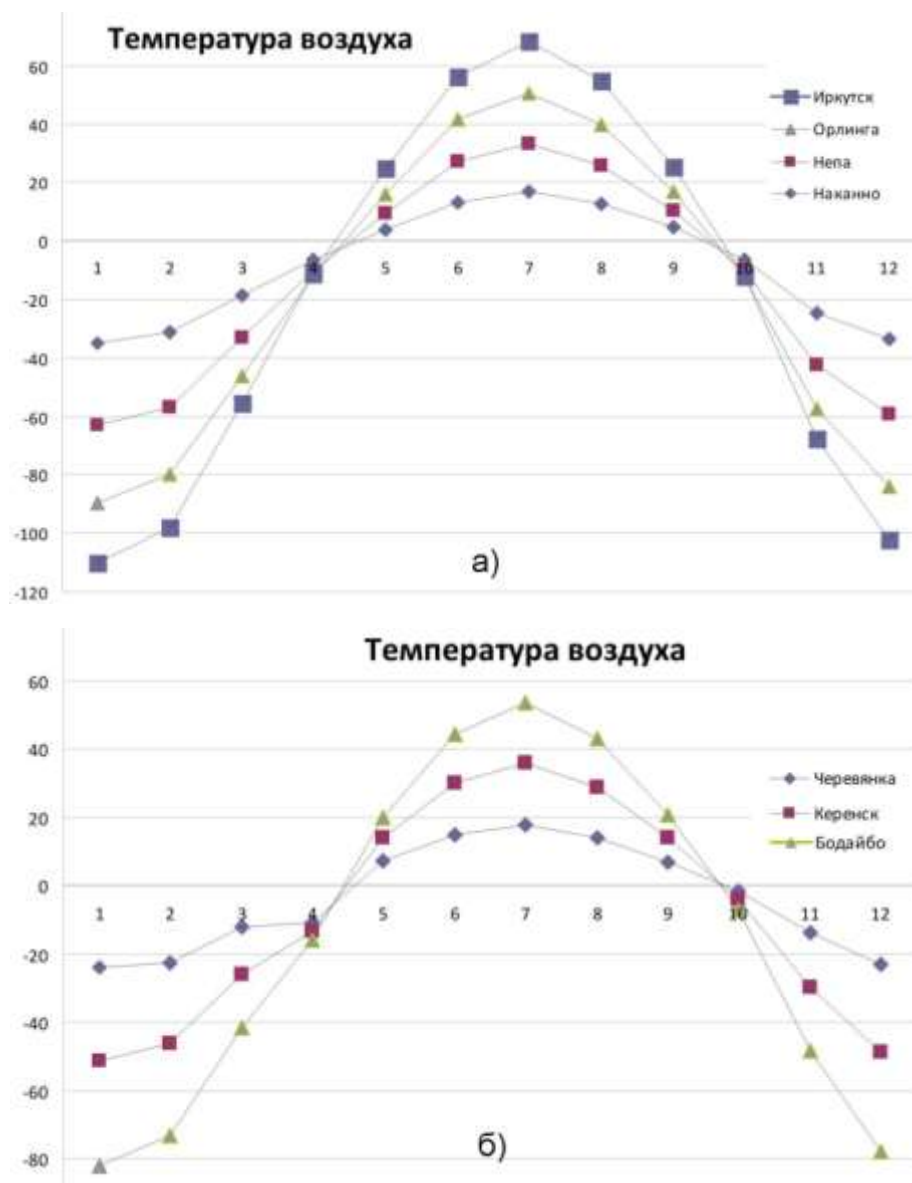 Температура воздуха
60
40
20
0
-20
-40
-60
-80
-100
-120
1 2 3 4 5 6 7 8 9 10 11 12
Иркутск
Орлинга
Непа
Наканно
а)
Температура воздуха
60
40
20
0
-20
-40
-60
-80
1 2 3 4 5 6 7 8 9 10 11 12
Черевянка
Керенск
Бодайбо
б)